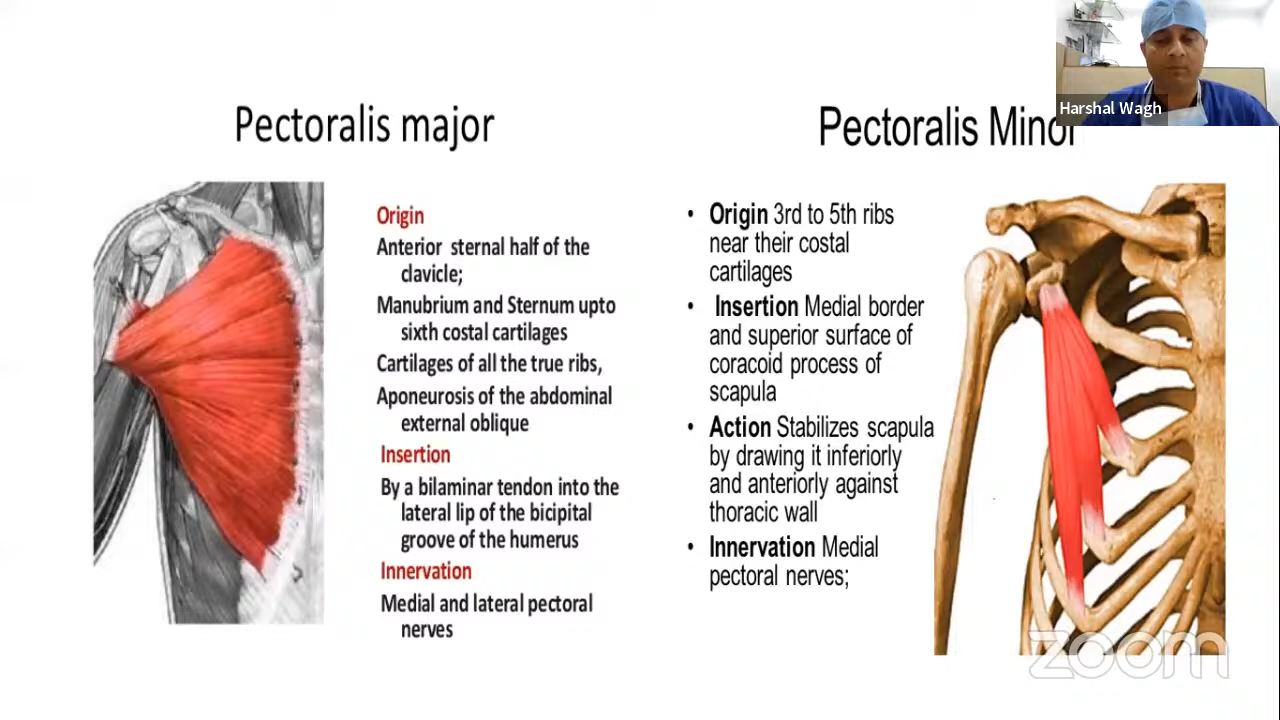 Harshal Wagh
Pectoralis major
Origin
Anterior sternal half of the
clavicle;
Manubrium and Sternum upto
sixth costal cartilages
Cartilages of all the true ribs,
Aponeurosis of the abdominal
external oblique
Insertion
By a bilaminar tendon into the
lateral lip of the bicipital
groove of the humerus
Innervation
Medial and lateral pectoral
nerves
Pectoralis Minor
• Origin 3rd to 5th ribs
near their costal
cartilages
• Insertion Medial border
and superior surface of
coracoid process of
scapula
• Action Stabilizes scapula
by drawing it inferiorly
and anteriorly against
thoracic wall
• Innervation Medial
pectoral nerves;
zoom